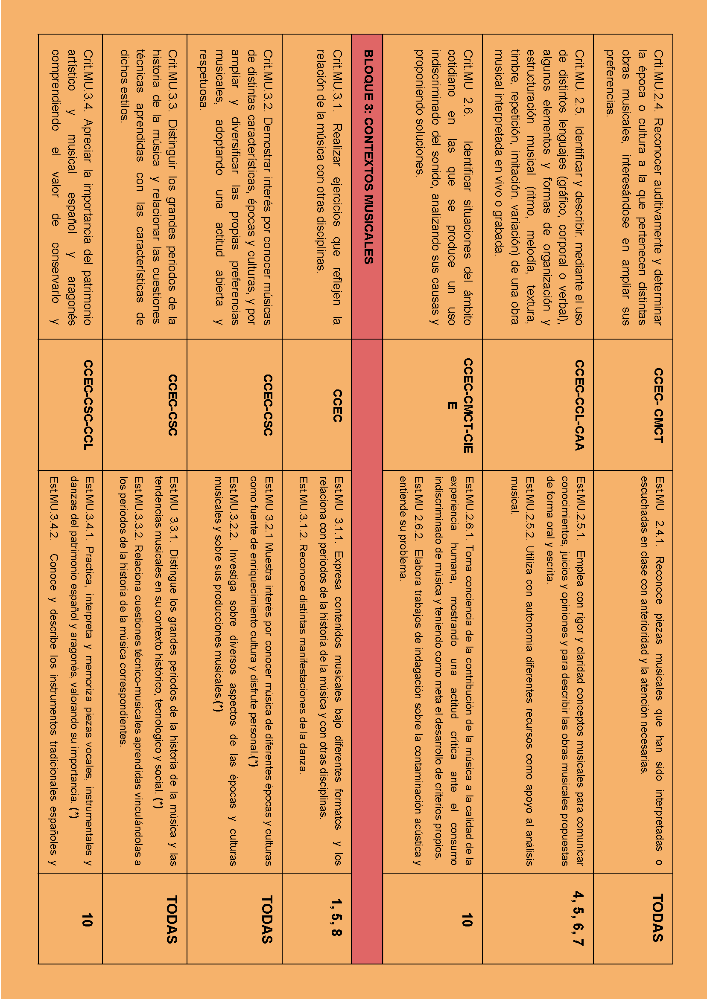 Crti.MU.2.4. Reconocer auditivamente y determinar
la época o cultura a la que pertenecen distintas
obras musicales, interesándose en ampliar sus
preferencias.
CCEC- CMCT
Est.MU 2.4.1. Reconoce piezas musicales que han sido interpretadas o
escuchadas en clase con anterioridad y la atención necesarias.
TODAS
Crit.MU. 2.5. Identificar y describir, mediante el uso
de distintos lenguajes (gráfico, corporal o verbal),
algunos elementos y formas de organización y
estructuración musical (ritmo, melodía, textura,
timbre, repetición, imitación, variación) de una obra
musical interpretada en vivo o grabada.
CCEC-CCL-CAA
Est.MU.2.5.1. Emplea con rigor y claridad conceptos musicales para comunicar
conocimientos, juicios y opiniones y para describir las obras musicales propuestas
de forma oral y escrita.
Est.MU.2.5.2. Utiliza con autonomía diferentes recursos como apoyo al análisis
musical.
4, 5, 6, 7
Crit.MU 2.6. Identificar situaciones del ámbito
cotidiano en las que se produce un uso
indiscriminado del sonido, analizando sus causas y
proponiendo soluciones.
CCEC-CMCT-CIE
E
Est.MU.2.6.1. Toma conciencia de la contribución de la música a la calidad de la
experiencia humana, mostrando una actitud crítica ante el consumo
indiscriminado de música y teniendo como meta el desarrollo de criterios propios.
Est.MU 2.6.2. Elabora trabajos de indagación sobre la contaminación acústica y
entiende su problema.
10
BLOQUE 3: CONTEXTOS MUSICALES
Crit.MU.3.1. Realizar ejercicios que reflejen la
relación de la música con otras disciplinas.
CCEC
Est.MU 3.1.1. Expresa contenidos musicales bajo diferentes formatos y los
relaciona con periodos de la historia de la música y con otras disciplinas.
Est.MU.3.1.2. Reconoce distintas manifestaciones de la danza.
1, 5, 8
Crit.MU.3.2. Demostrar interés por conocer músicas
de distintas características, épocas y culturas, y por
ampliar y diversificar las propias preferencias
musicales, adoptando una actitud abierta y
respetuosa.
CCEC-CSC
Est.MU 3.2.1 Muestra interés por conocer música de diferentes épocas y culturas
como fuente de enriquecimiento cultura y disfrute personal.(*)
Est.MU.3.2.2. Investiga sobre diversos aspectos de las épocas y culturas
musicales y sobre sus producciones musicales.(*)
TODAS
Crit.MU.3.3. Distinguir los grandes periodos de la
historia de la música y relacionar las cuestiones
técnicas aprendidas con las características de
dichos estilos.
CCEC-CSC
Est.MU 3.3.1. Distingue los grandes periodos de la historia de la música y las
tendencias musicales en su contexto histórico, tecnológico y social. (*)
Est.MU.3.3.2. Relaciona cuestiones técnico-musicales aprendidas vinculándolas a
los periodos de la historia de la música correspondientes.
TODAS
Crit.MU.3.4. Apreciar la importancia del patrimonio
artístico y musical español y aragonés
comprendiendo el valor de conservarlo y
CCEC-CSC-CCL
Est.MU.3.4.1. Practica, interpreta y memoriza piezas vocales, instrumentales y
danzas del patrimonio español y aragonés, valorando su importancia. (*)
Est.MU.3.4.2. Conoce y describe los instrumentos tradicionales españoles y
10